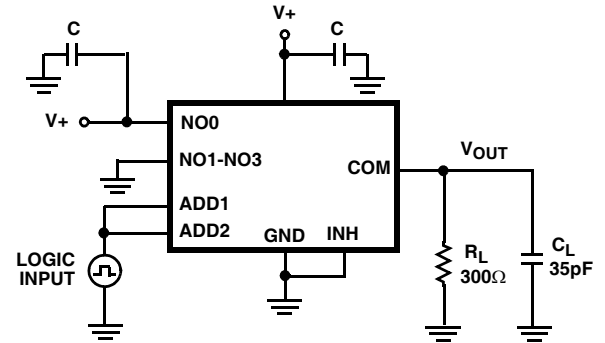 V+
C
C
V+
NO0
NO1-NO3
COM
VOUT
ADD1
ADD2
GND
INH
LOGIC
INPUT
RL
300Ω
CL
35pF